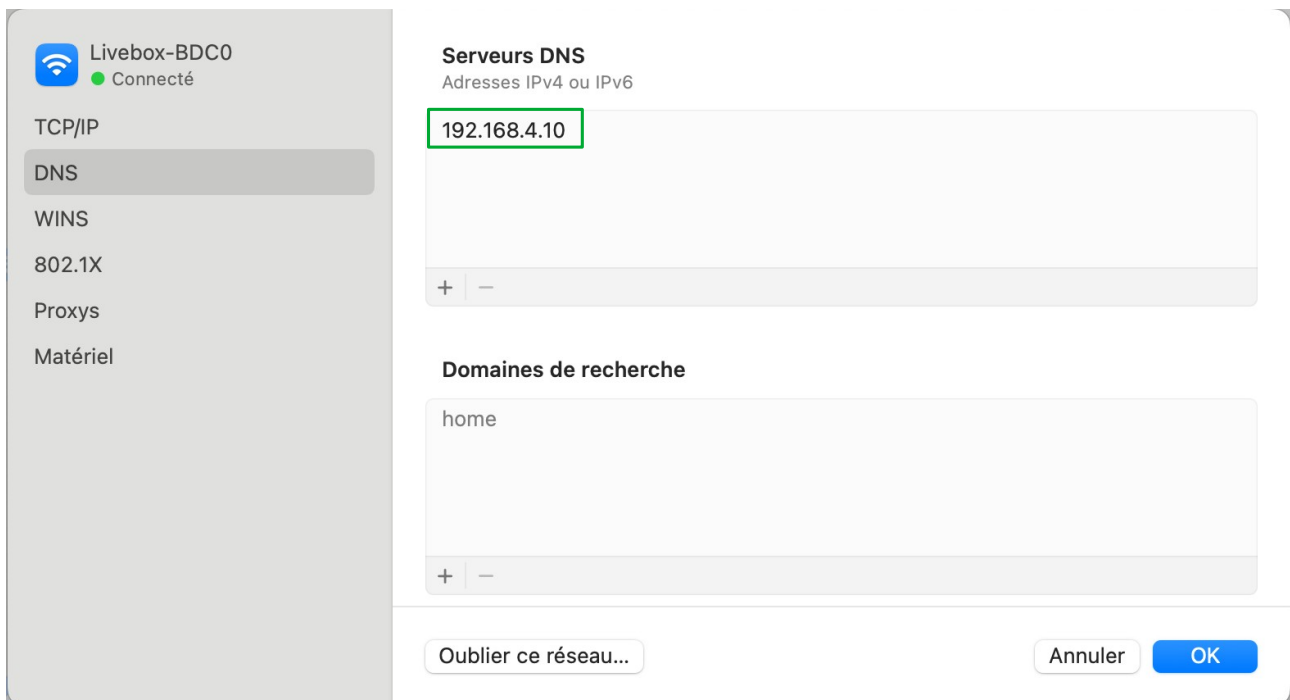 Livebox-BDC0
Connecté
TCP/IP
DNS
WINS
802.1X
Proxys
Matériel
Serveurs DNS
Adresses IPv4 ou IPv6
192.168.4.10
+ −
Domaines de recherche
home
+ −
Oublier ce réseau...
Annuler
OK